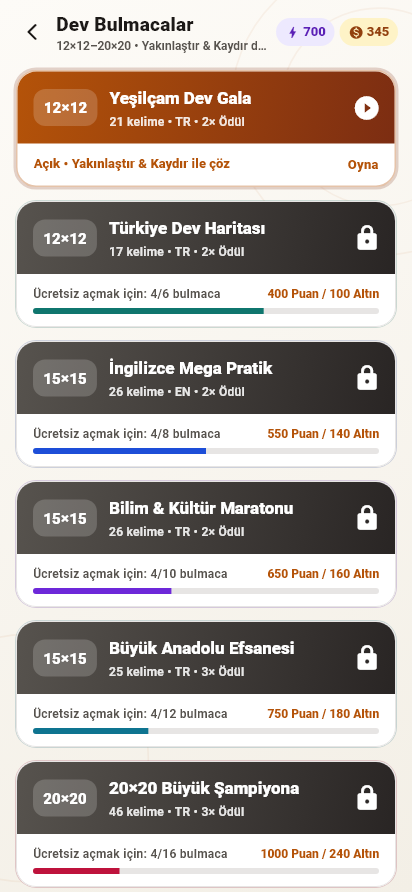 Dev Bulmacalar
12×12–20×20 • Yakınlaştır & Kaydır d...
700
345
12×12
Yeşilçam Dev Gala
21 kelime • TR • 2× Ödül
Açık • Yakınlaştır & Kaydır ile çöz
Oyna
12×12
Türkiye Dev Haritası
17 kelime • TR • 2× Ödül
Ücretsiz açmak için: 4/6 bulmaca
400 Puan / 100 Altın
15×15
İngilizce Mega Pratik
26 kelime • EN • 2× Ödül
Ücretsiz açmak için: 4/8 bulmaca
550 Puan / 140 Altın
15×15
Bilim & Kültür Maratonu
26 kelime • TR • 2× Ödül
Ücretsiz açmak için: 4/10 bulmaca
650 Puan / 160 Altın
15×15
Büyük Anadolu Efsanesi
25 kelime • TR • 3× Ödül
Ücretsiz açmak için: 4/12 bulmaca
750 Puan / 180 Altın
20×20
20×20 Büyük Şampiyona
46 kelime • TR • 3× Ödül
Ücretsiz açmak için: 4/16 bulmaca
1000 Puan / 240 Altın